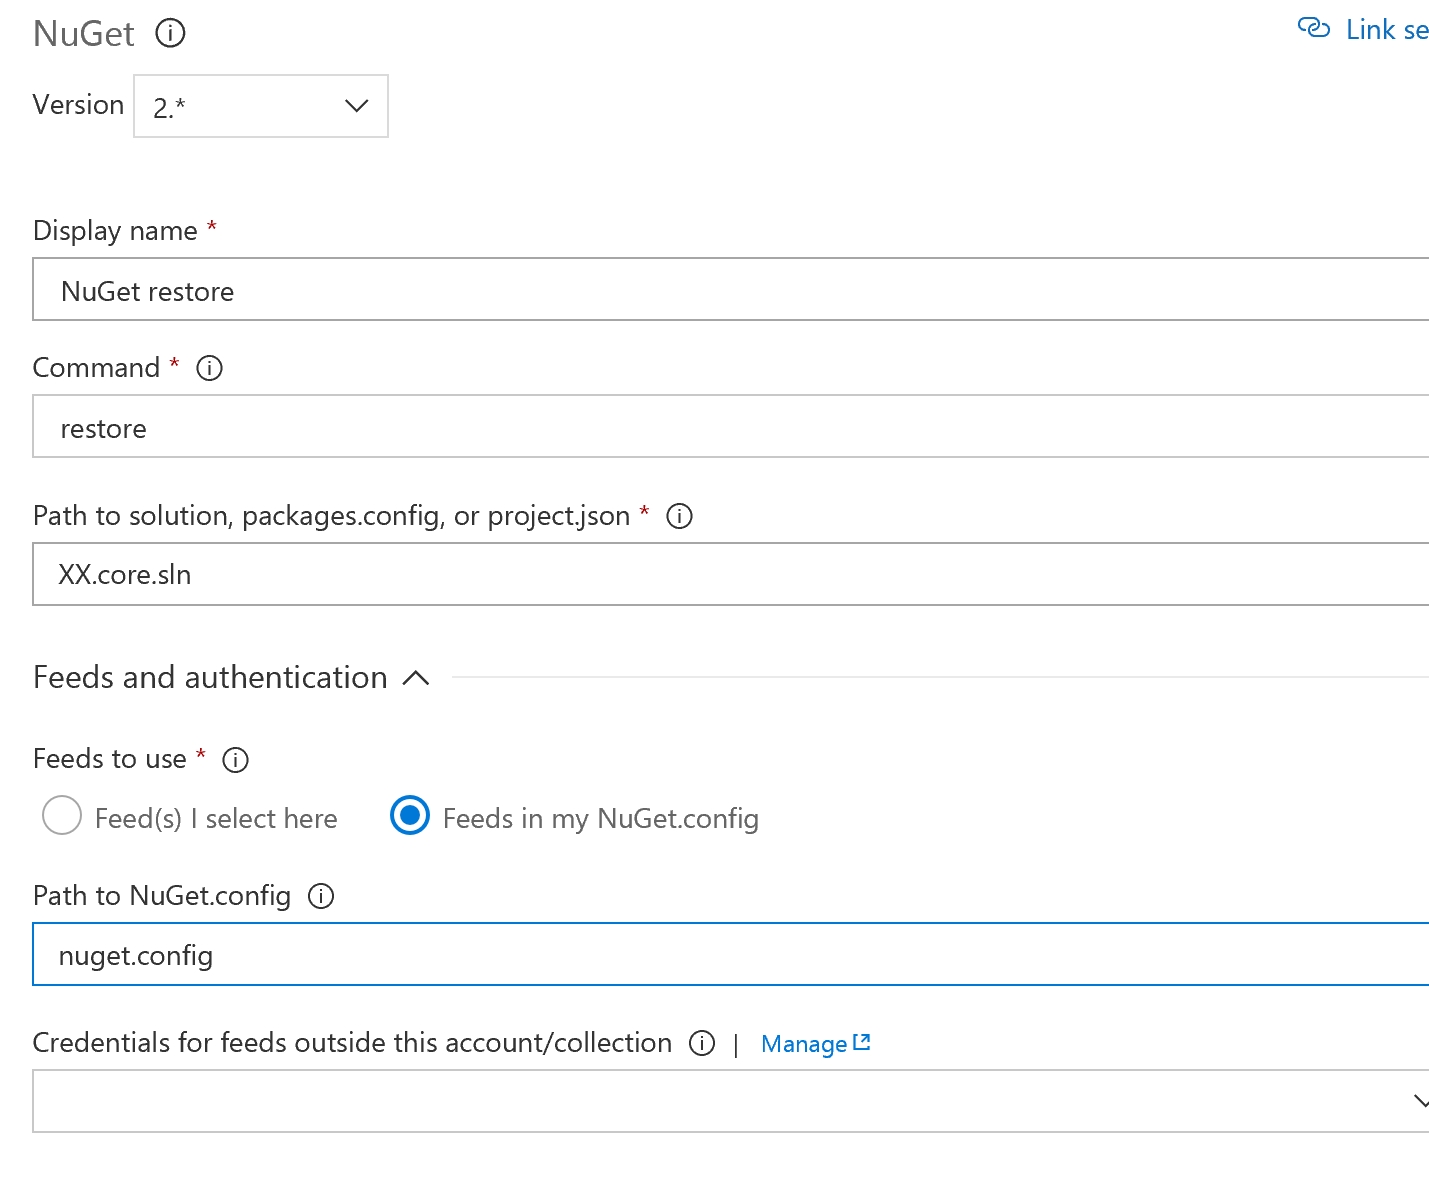 NuGet
Link se
Version 2.*
Display name *
NuGet restore
Command *
restore
Path to solution, packages.config, or project.json *
XX.core.sln
Feeds and authentication
Feeds to use *
Feed(s) I select here Feeds in my NuGet.config
Path to NuGet.config
nuget.config
Credentials for feeds outside this account/collection | Manage